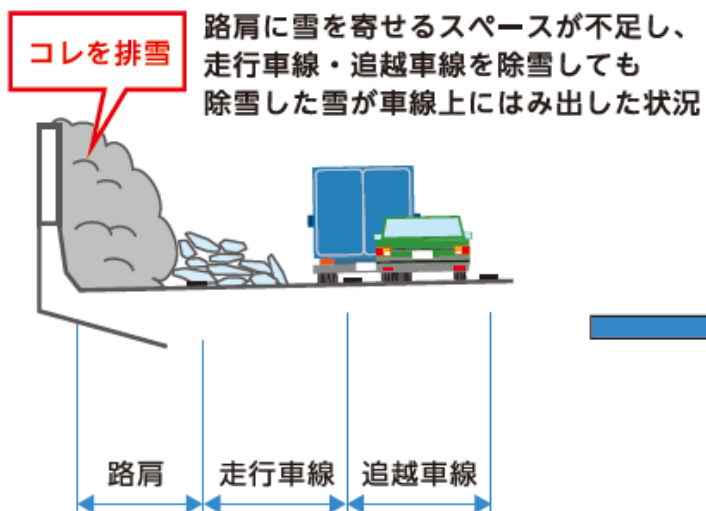 コレを排雪
路肩に雪を寄せるスペースが不足し、
走行車線・追越車線を除雪しても
除雪した雪が車線上にはみ出した状況
路肩
走行車線
追越車線